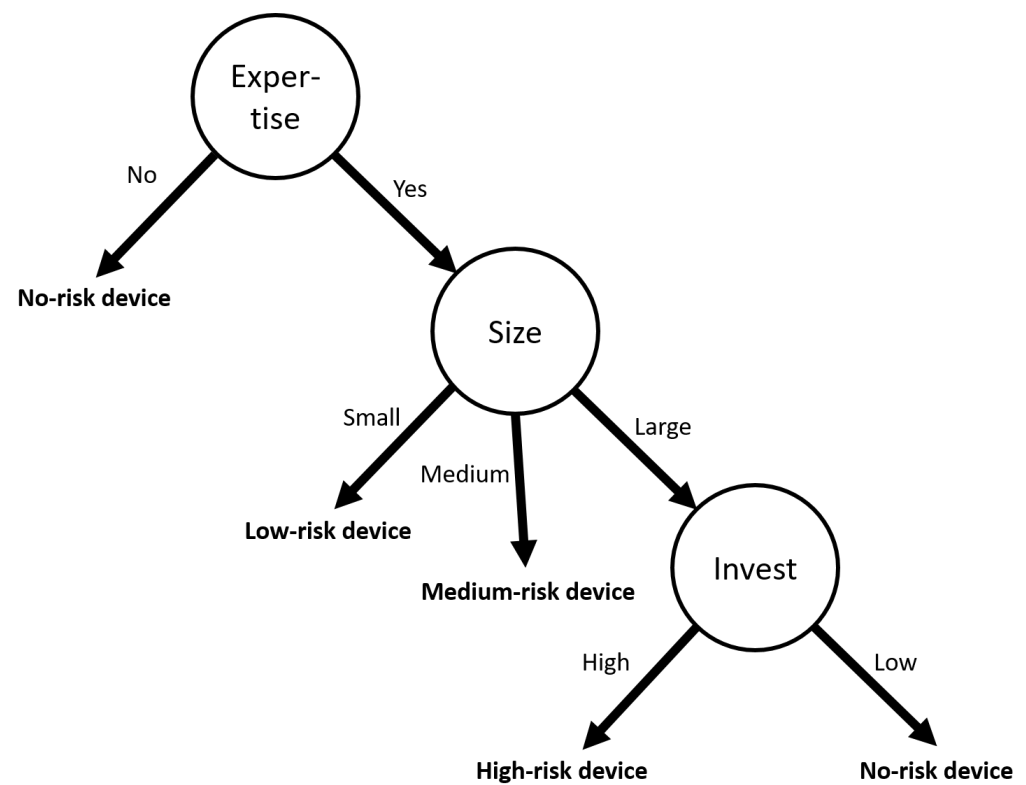 Exper-
tise
No
Yes
No-risk device
Size
Small
Large
Medium
Low-risk device
Invest
Medium-risk device
High
Low
High-risk device
No-risk device